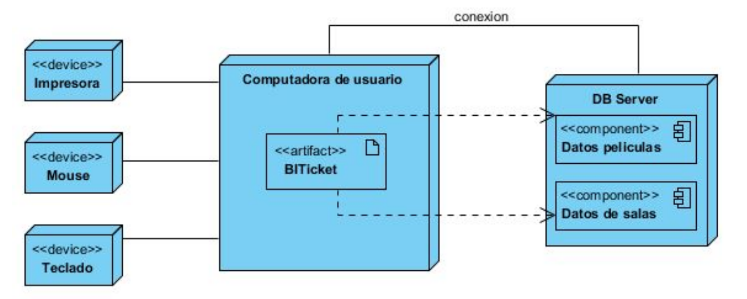 conexion
<<device>>
Impresora
<<device>>
Mouse
<<device>>
Teclado
Computadora de usuario
<<artifact>>
BITicket
DB Server
<<component>>
Datos peliculas
<<component>>
Datos de salas